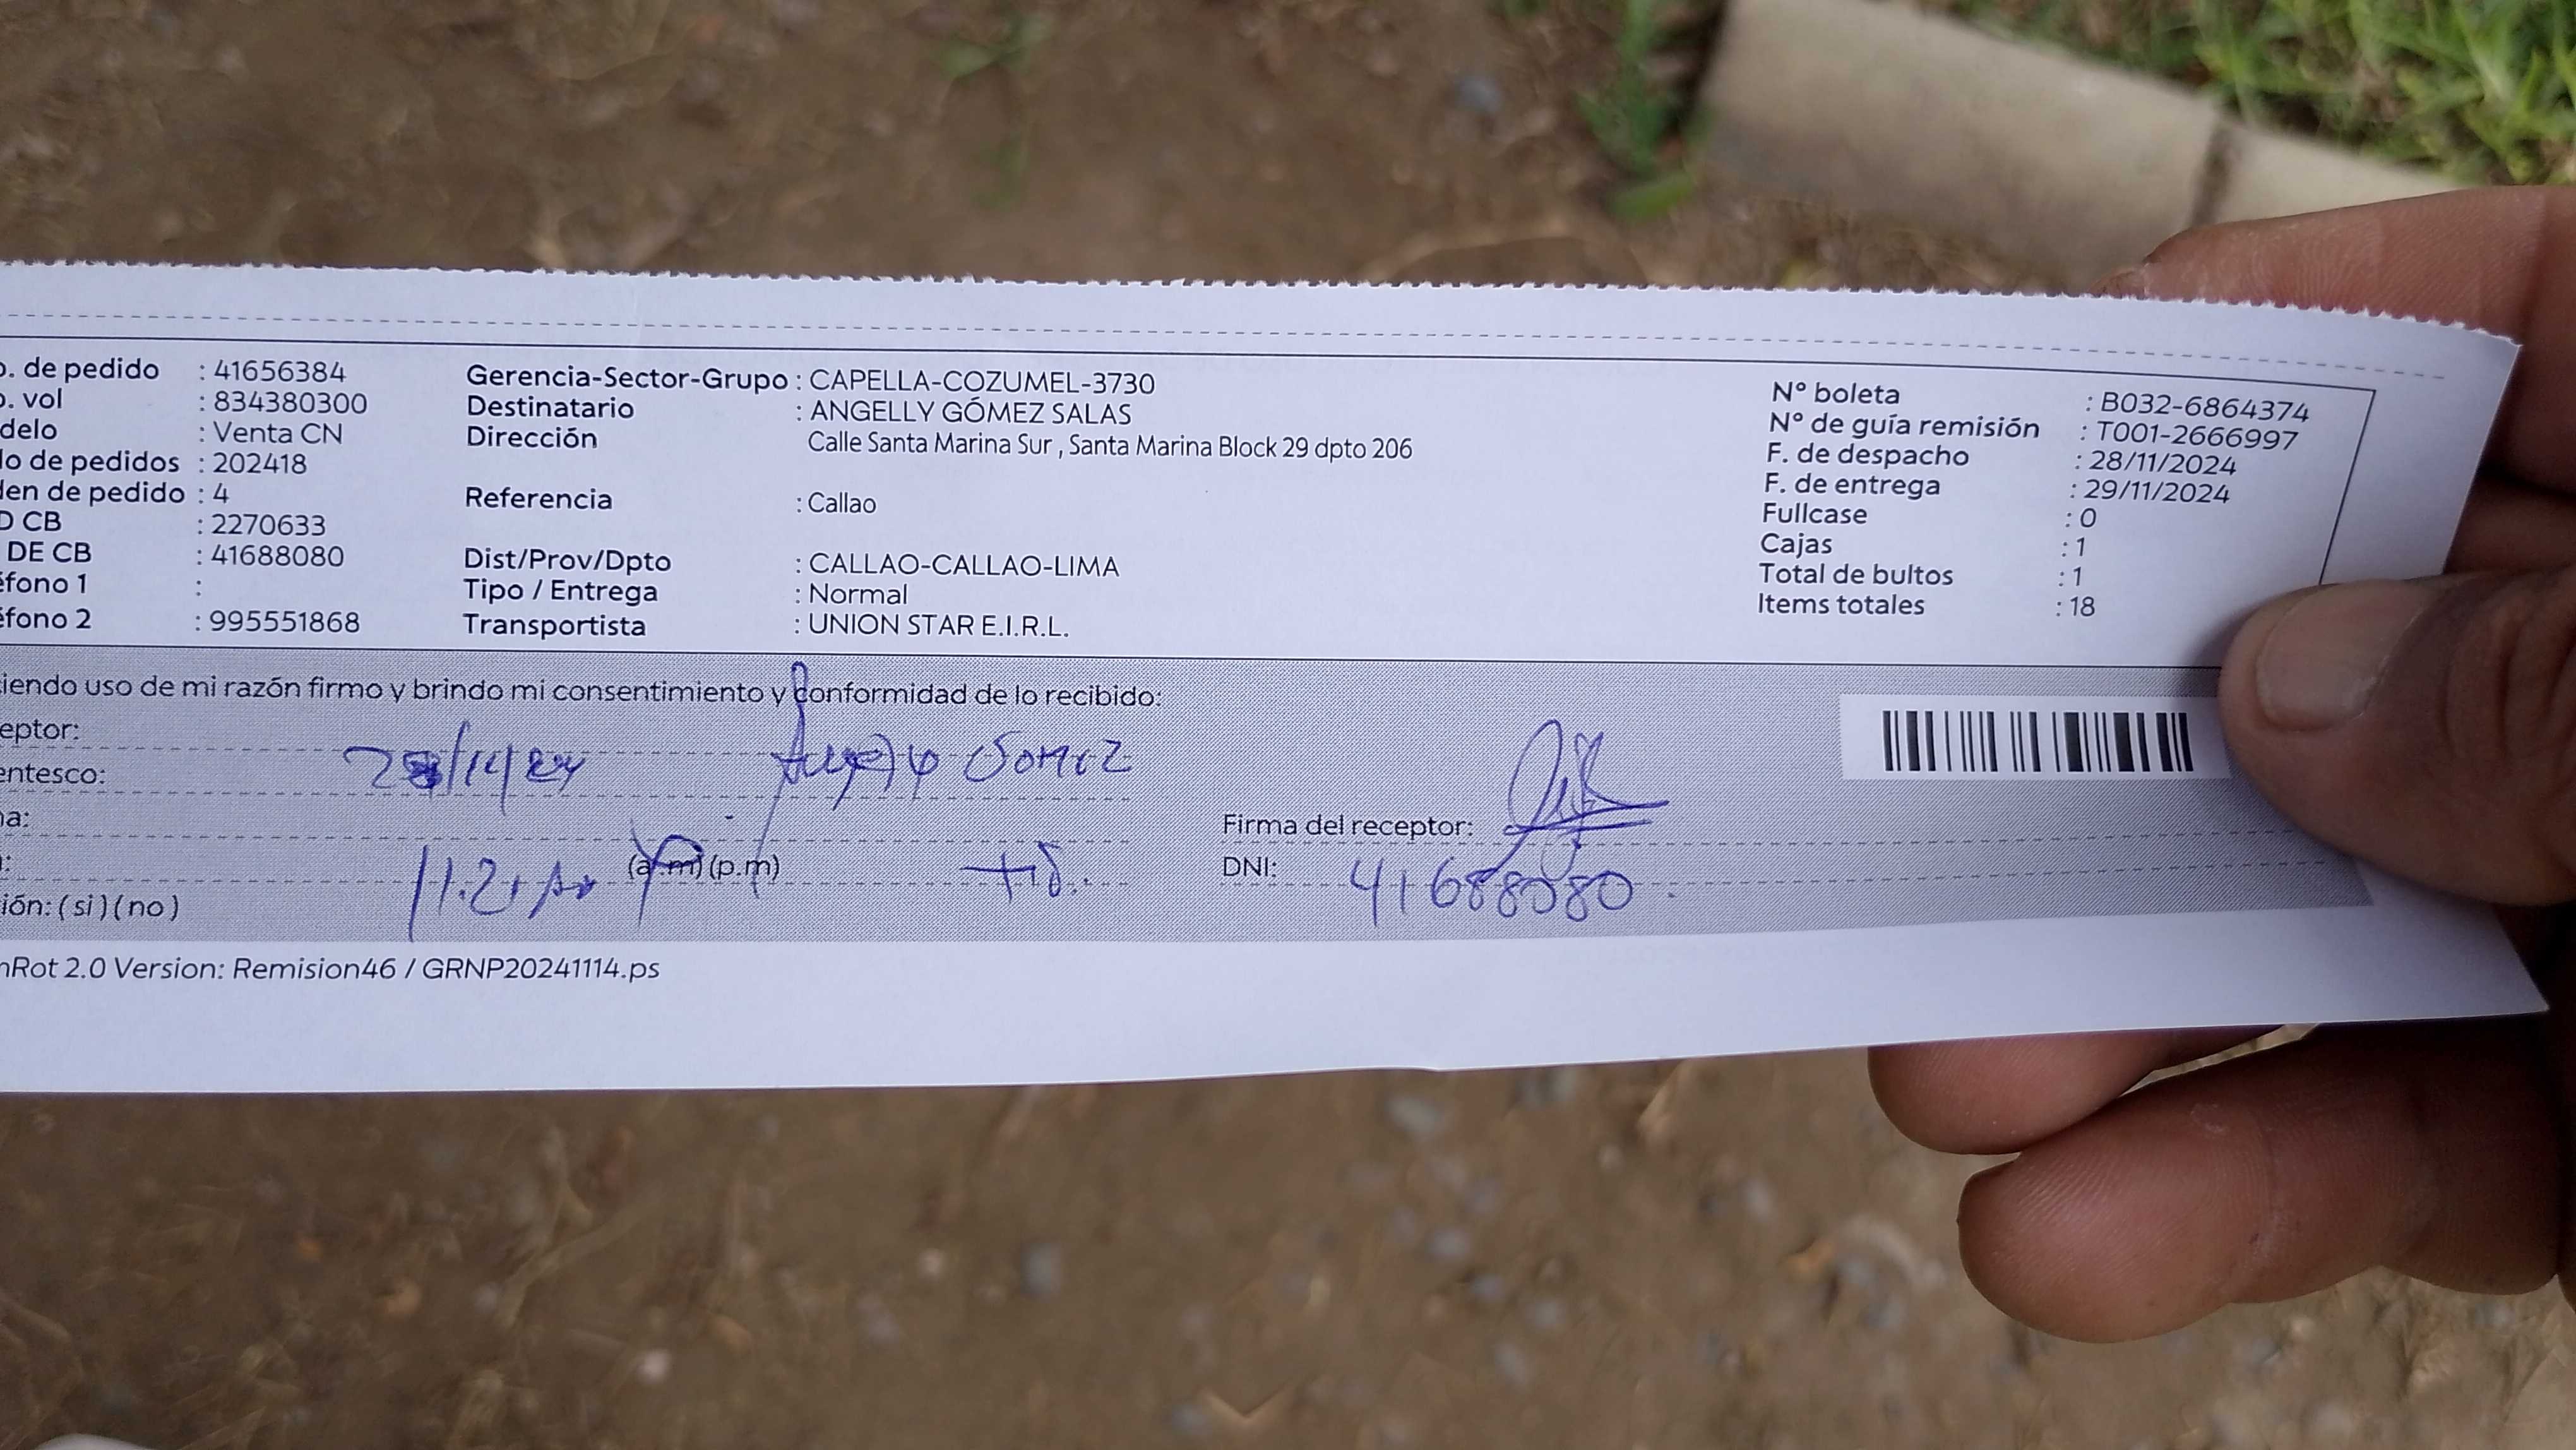 o. de pedido : 41656384
o. vol : 834380300
delo : Venta CN
lo de pedidos : 202418
den de pedido : 4
D CB : 2270633
DE CB : 41688080
éfono 1 :
éfono 2 : 995551868
Gerencia-Sector-Grupo : CAPELLA-COZUMEL-3730
Destinatario : ANGELLY GÓMEZ SALAS
Dirección Calle Santa Marina Sur , Santa Marina Block 29 dpto 206
Referencia : Callao
Dist/Prov/Dpto : CALLAO-CALLAO-LIMA
Tipo / Entrega : Normal
Transportista : UNION STAR E.I.R.L.
Nº boleta : B032-6864374
Nº de guía remisión : T001-2666997
F. de despacho : 28/11/2024
F. de entrega : 29/11/2024
Fullcase : 0
Cajas : 1
Total de bultos : 1
Items totales : 18
iendo uso de mi razón firmo y brindo mi consentimiento y conformidad de lo recibido:
eptor:
entesco:
Gomez
na:
(a.m) (p.m)
ión: ( si ) ( no )
Firma del receptor:
DNI: 41688080
nRot 2.0 Version: Remision46 / GRNP20241114.ps